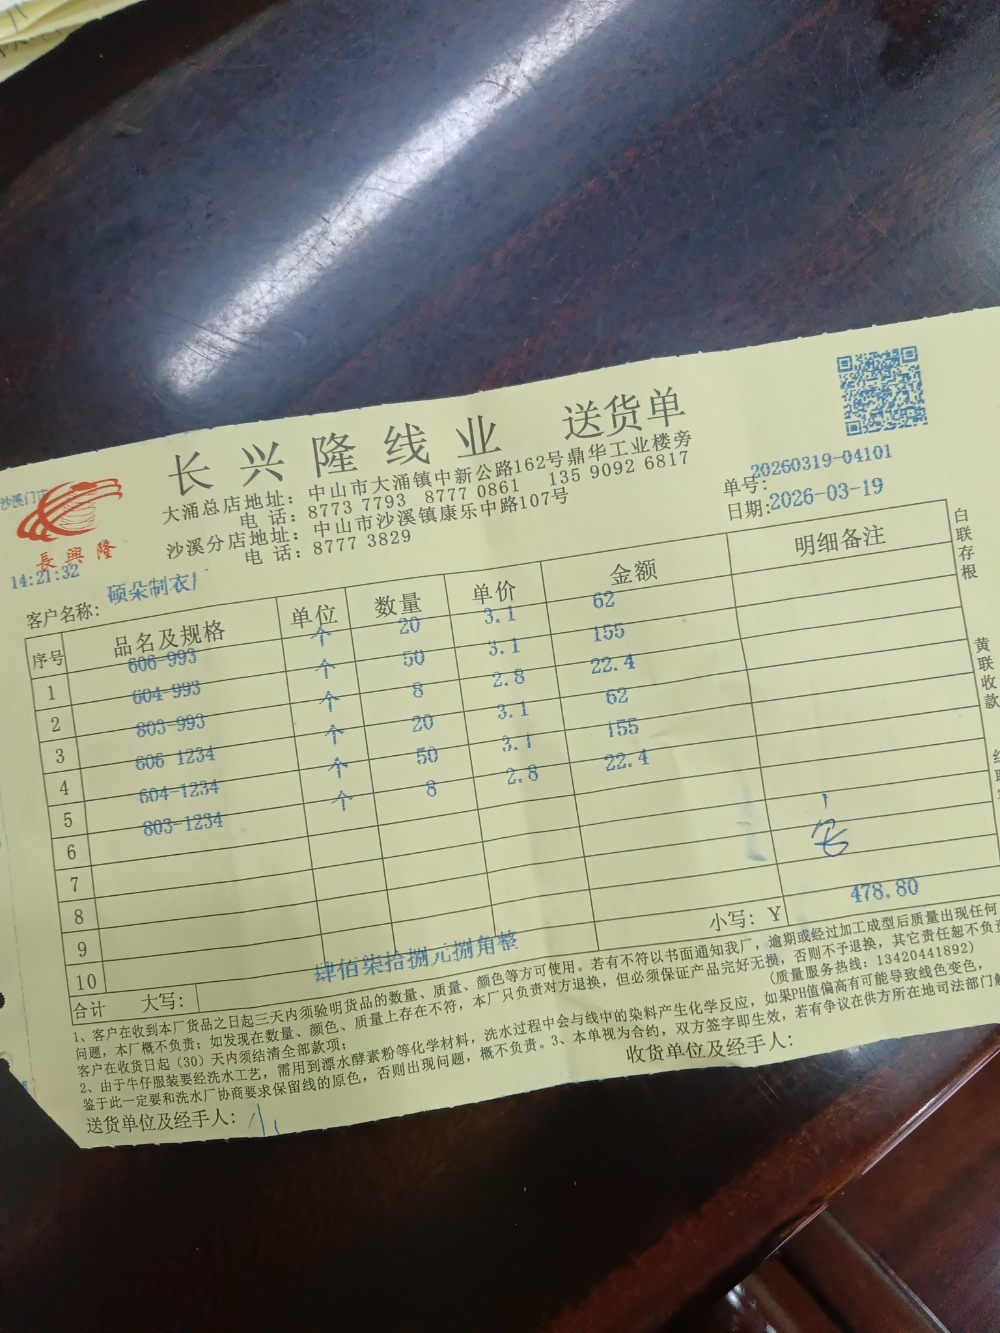 长兴隆线业 送货单
大涌总店地址: 中山市大涌镇中新公路162号鼎华工业楼旁
电 话: 8773 7793 8777 0861 135 9092 6817
沙溪分店地址: 中山市沙溪镇康乐中路107号
电 话: 8777 3829
沙溪门
長興隆
14:21:32
单号: 20260319-04101
日期: 2026-03-19
客户名称: 硕朵制衣厂
序号 品名及规格 单位 数量 单价 金额 明细备注
1 606-993 个 20 3.1 62
2 604-993 个 50 3.1 155
3 803-993 个 8 2.8 22.4
4 606-1234 个 20 3.1 62
5 604-1234 个 50 3.1 155
6 803-1234 个 8 2.8 22.4
7
8
9
10
合计 大写: 肆佰柒拾捌元捌角整 小写: ¥ 478.80
1、客户在收到本厂货品之日起三天内须验明货品的数量、质量、颜色等方可使用。若有不符以书面通知我厂,逾期或经过加工成型后质量出现任何
问题,本厂概不负责;如发现在数量、颜色、质量上存在不符,本厂只负责对方退换,但必须保证产品完好无损,否则不予退换,其它责任恕不负责
客户在收货日起(30)天内须结清全部款项; (质量服务热线:13420441892)
2、由于牛仔服装要经洗水工艺,需用到漂水酵素粉等化学材料,洗水过程中会与线中的染料产生化学反应,如果PH值偏高有可能导致线色变色,
鉴于此一定要和洗水厂协商要求保留线的原色,否则出现问题,概不负责。3、本单视为合约,双方签字即生效,若有争议在供方所在地司法部门
送货单位及经手人: 收货单位及经手人:
白联存根
黄联收款